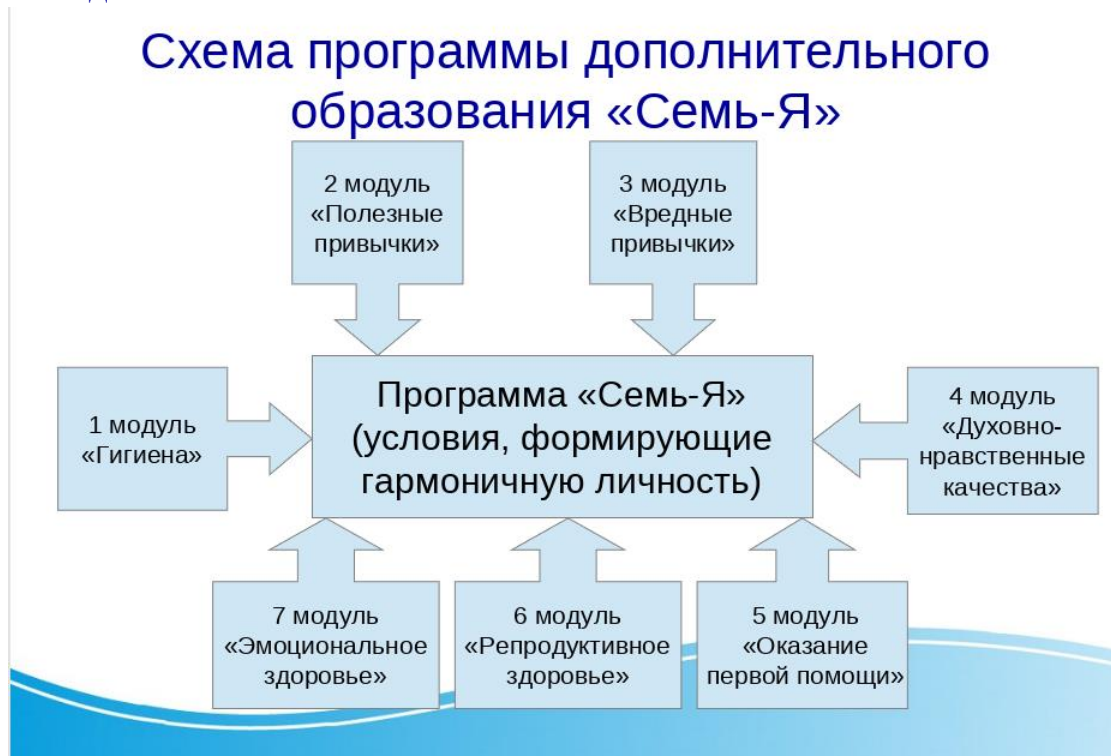 Схема программы дополнительного
образования «Семь-Я»
2 модуль
«Полезные
привычки»
3 модуль
«Вредные
привычки»
1 модуль
«Гигиена»
Программа «Семь-Я»
(условия, формирующие
гармоничную личность)
4 модуль
«Духовно-
нравственные
качества»
7 модуль
«Эмоциональное
здоровье»
6 модуль
«Репродуктивное
здоровье»
5 модуль
«Оказание
первой помощи»